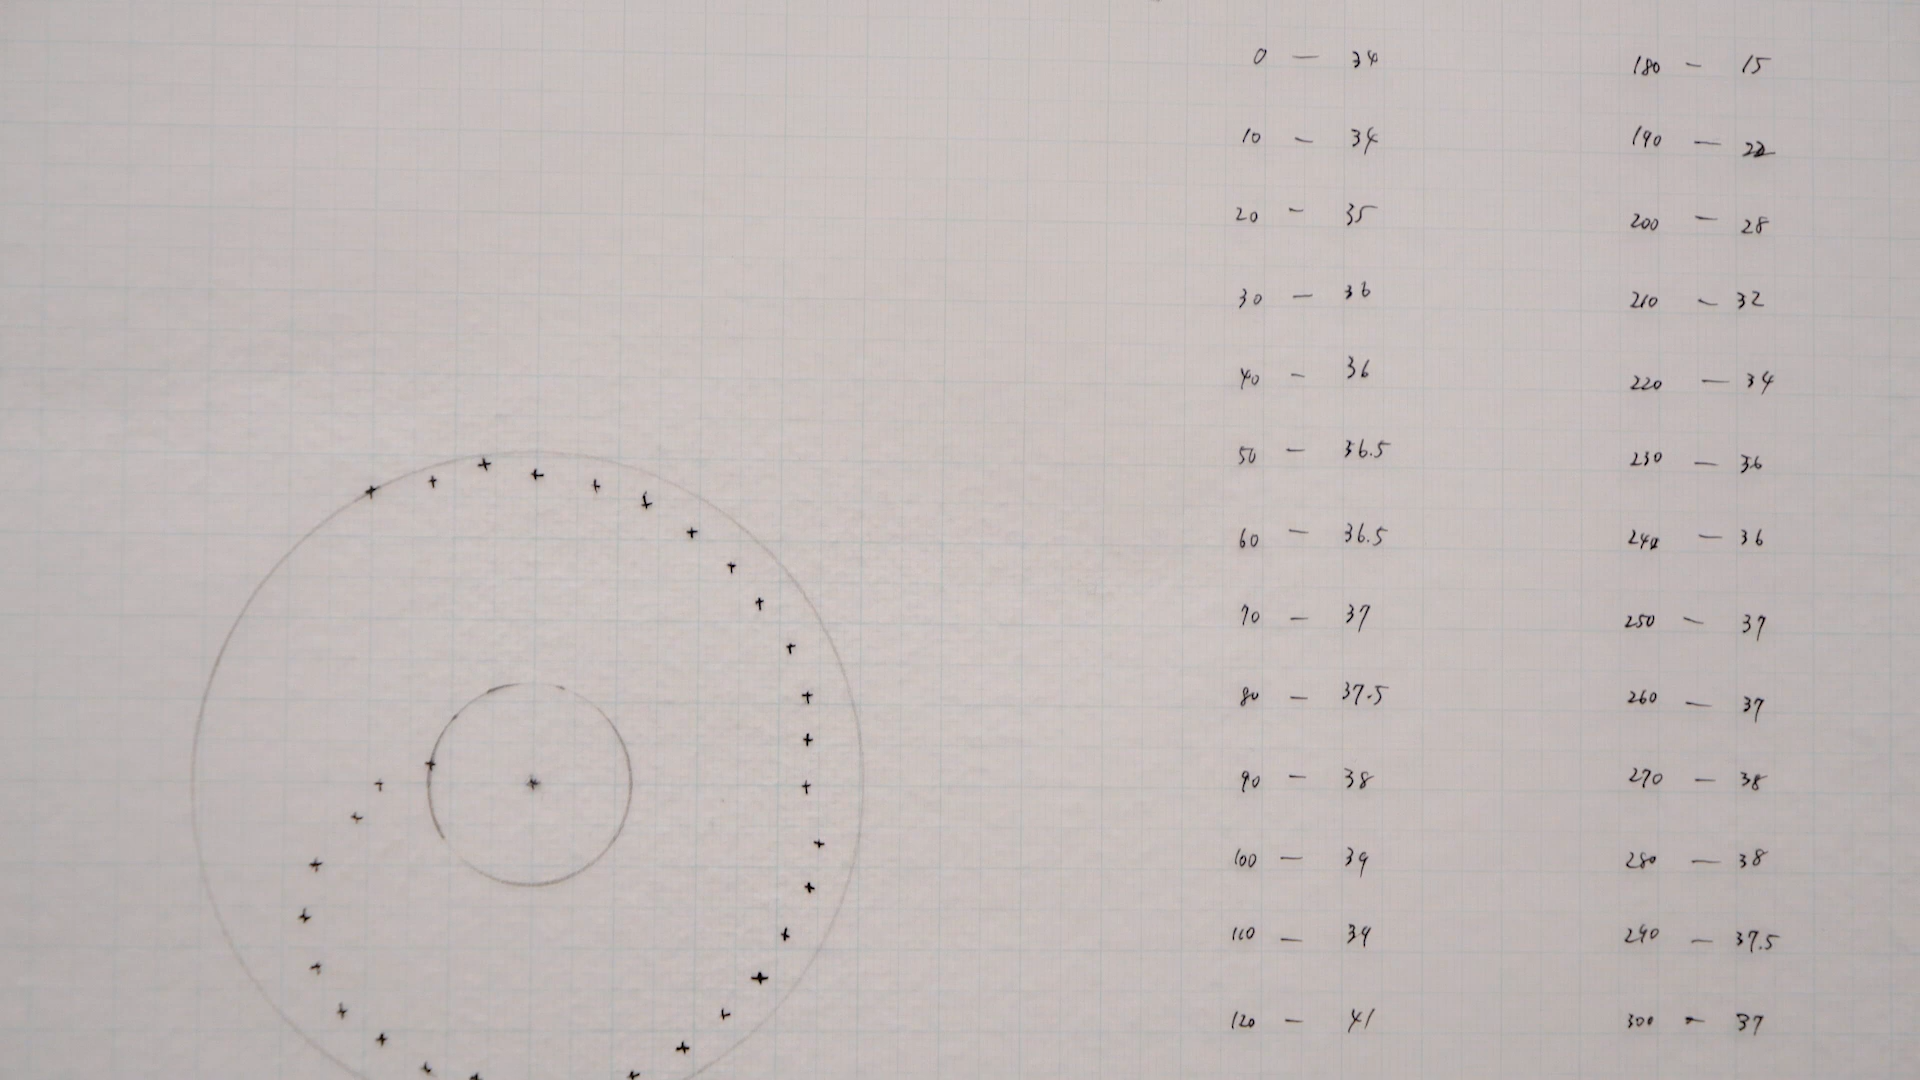 0 — 34
10 — 34
20 — 35
30 — 36
40 — 36
50 — 36.5
60 — 36.5
70 — 37
80 — 37.5
90 — 38
100 — 39
110 — 39
120 — 41
180 — 15
190 — 22
200 — 28
210 — 32
220 — 34
230 — 36
240 — 36
250 — 37
260 — 37
270 — 38
280 — 38
290 — 37.5
300 — 37